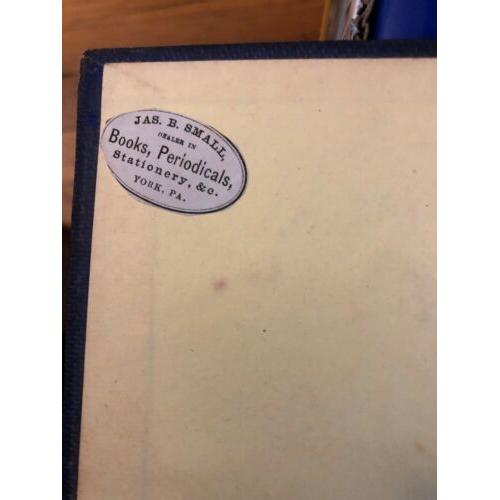 JAS. B. SMALL,
DEALER IN
Books, Periodicals,
Stationery, &c.
YORK, PA.